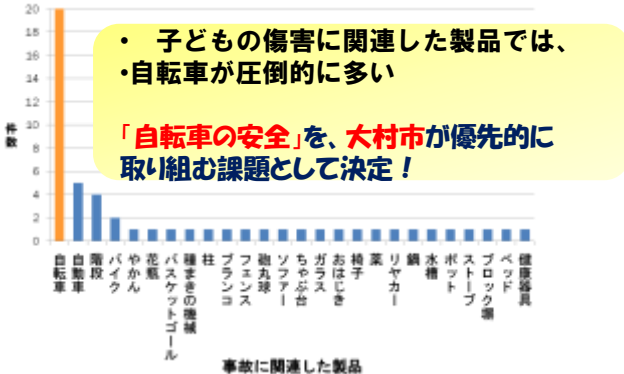 20
18
16
14
12
10
8
6
4
2
0
件数
・ 子どもの傷害に関連した製品では、
・自転車が圧倒的に多い
「自転車の安全」を、大村市が優先的に
取り組む課題として決定！
自転車
自動車
階段
バイク
やかん
花瓶
バスケットゴール
種まきの機械
柱
ブランコ
フェンス
砲丸球
ソファー
ちゃぶ台
ガラス
おはじき
椅子
薬
リヤカー
鍋
水槽
ポット
ストーブ
ブロック塀
ベッド
健康器具
事故に関連した製品